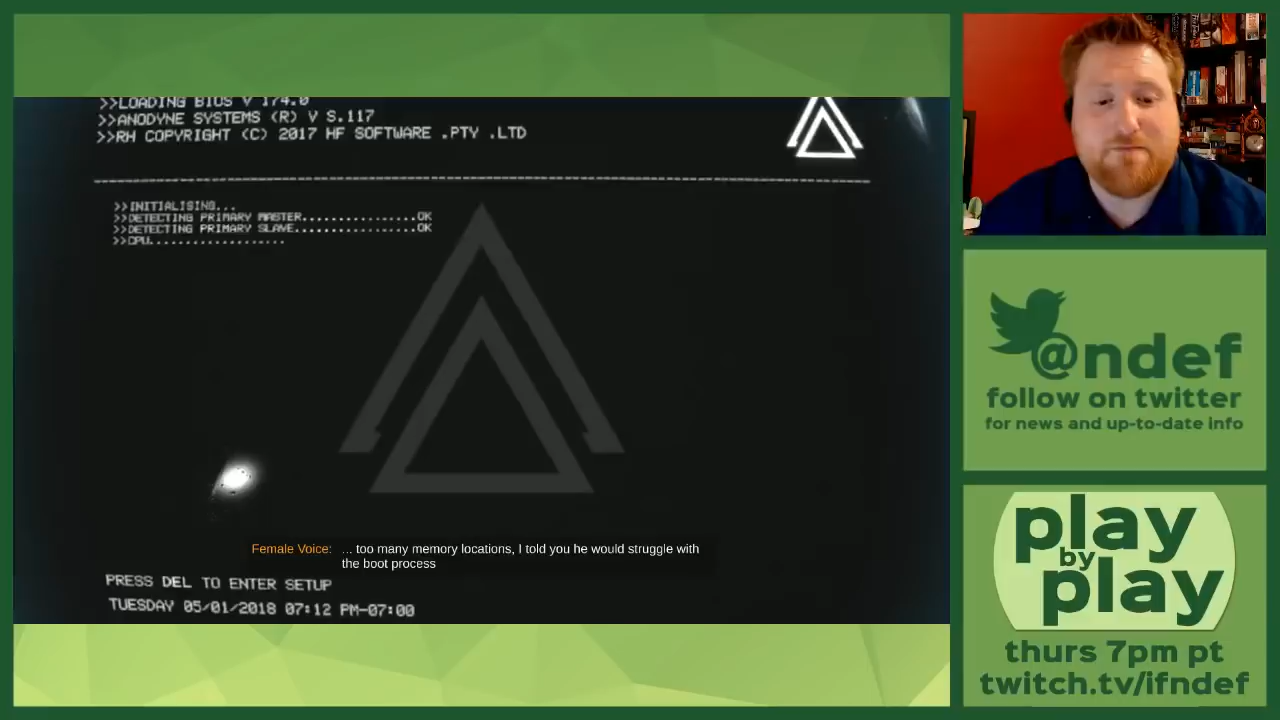 >>LOADING BIOS V 174.0
>>ANODYNE SYSTEMS (R) V S.117
>>RH COPYRIGHT (C) 2017 HF SOFTWARE .PTY .LTD
>>INITIALISING...
>>DETECTING PRIMARY MASTER................OK
>>DETECTING PRIMARY SLAVE.................OK
>>CPU...................
Female Voice: ... too many memory locations, I told you he would struggle with
the boot process
PRESS DEL TO ENTER SETUP
TUESDAY 05/01/2018 07:12 PM-07:00
@ndef
follow on twitter
for news and up-to-date info
play
by
play
thurs 7pm pt
twitch.tv/ifndef